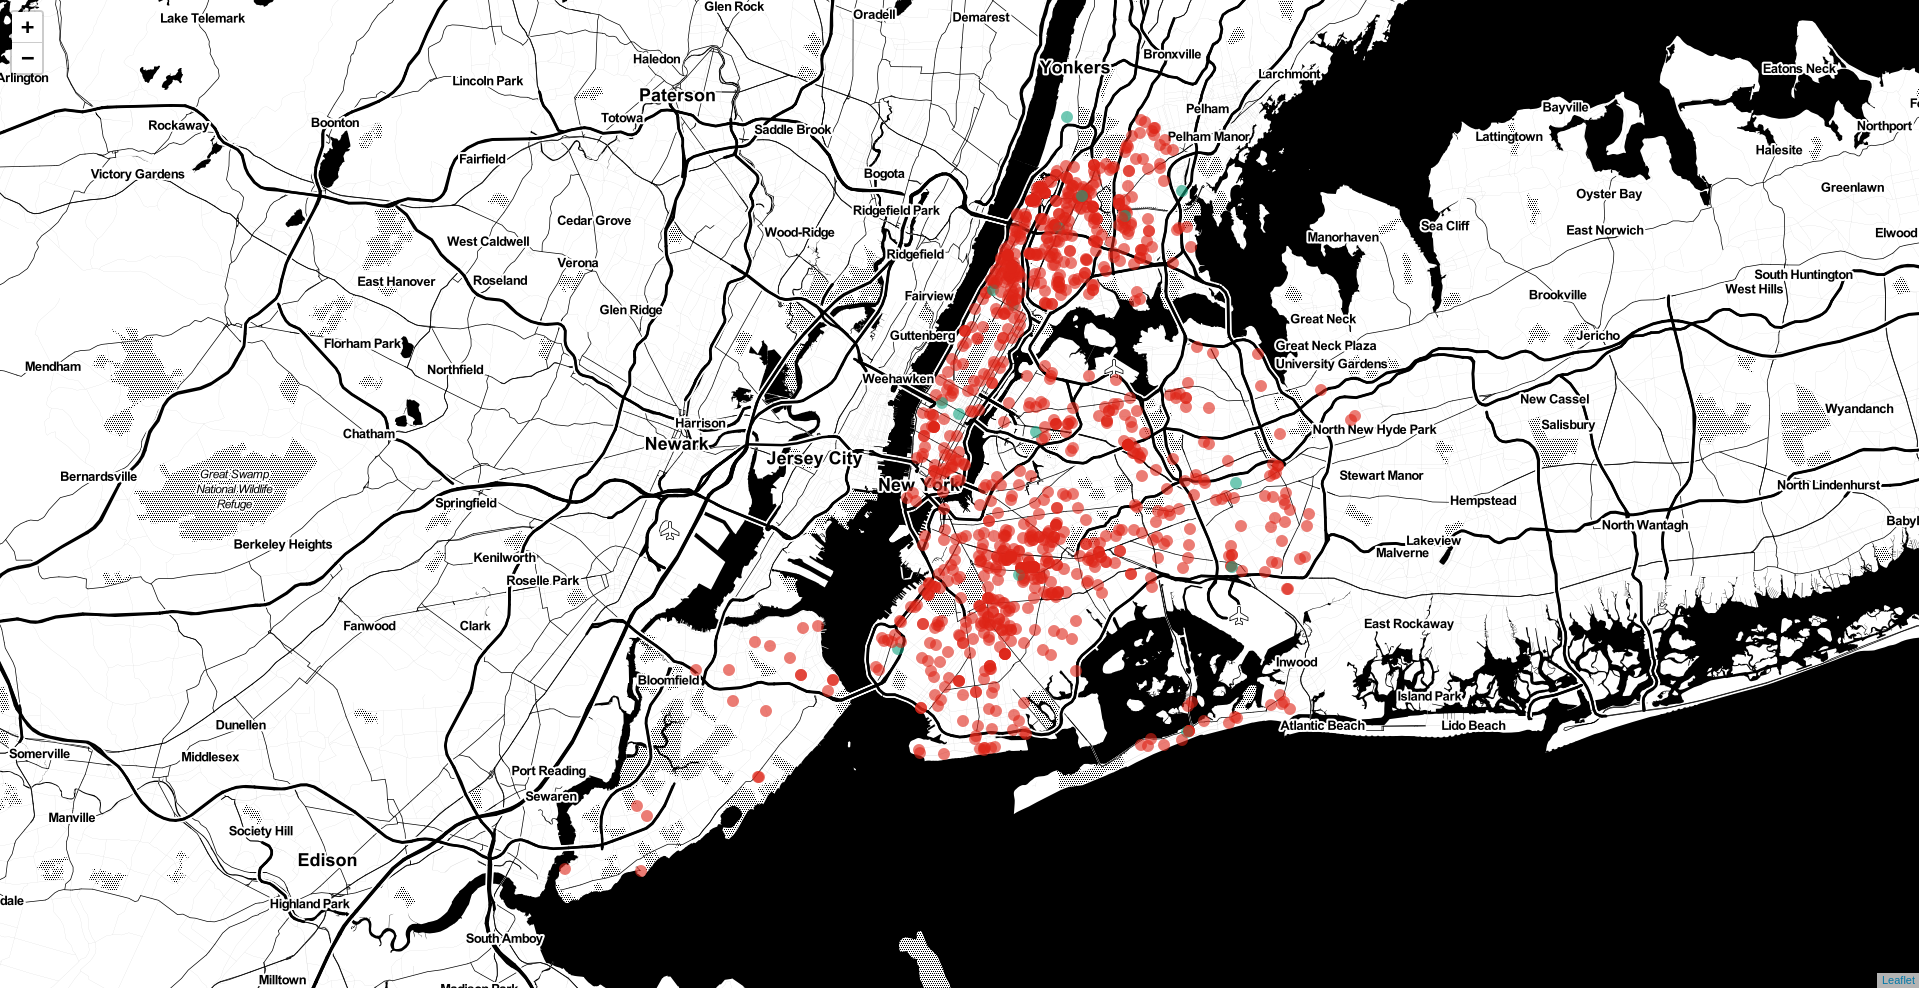 Glen Rock
Lake Telemark
Oradell
Demarest
+
−
Bronxville
Haledon
Yonkers
Larchmont
Eatons Neck
Arlington
Lincoln Park
Paterson
Bayville
Pelham
Totowa
Rockaway
Boonton
Saddle Brook
Pelham Manor
Lattingtown
Northport
Halesite
Fairfield
Victory Gardens
Bogota
Greenlawn
Oyster Bay
Ridgefield Park
Cedar Grove
Sea Cliff
East Norwich
Elwood
Wood-Ridge
West Caldwell
Manorhaven
Ridgefield
Verona
South Huntington
East Hanover
Roseland
West Hills
Fairview
Brookville
Glen Ridge
Great Neck
Guttenberg
Jericho
Florham Park
Great Neck Plaza
University Gardens
Mendham
Northfield
Weehawken
New Cassel
Wyandanch
Harrison
Salisbury
Chatham
North New Hyde Park
Newark
Jersey City
Great Swamp
National Wildlife
Refuge
Bernardsville
Stewart Manor
New York
North Lindenhurst
Springfield
Hempstead
North Wantagh
Berkeley Heights
Lakeview
Malverne
Kenilworth
Roselle Park
Fanwood
Clark
East Rockaway
Inwood
Bloomfield
Island Park
Dunellen
Atlantic Beach
Lido Beach
Somerville
Middlesex
Port Reading
Sewaren
Manville
Society Hill
Edison
Highland Park
South Amboy
Milltown
Leaflet